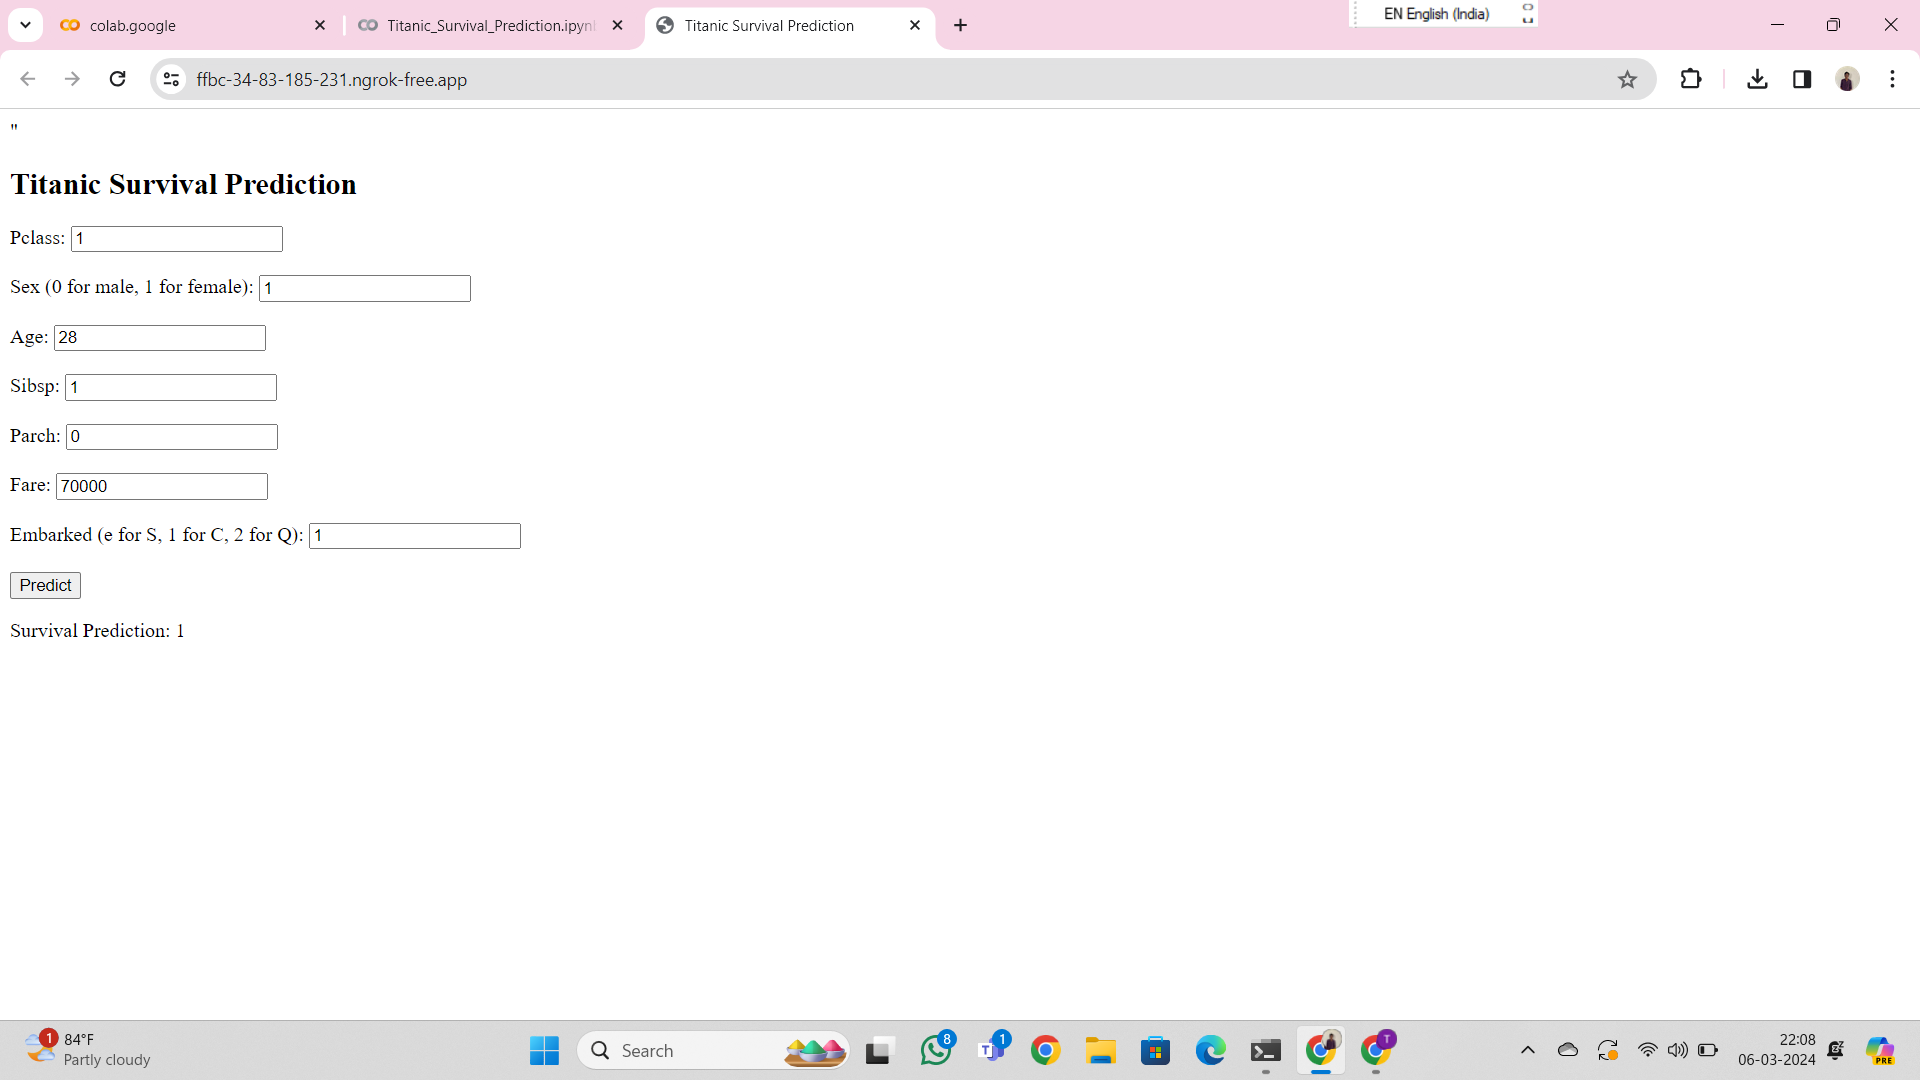 colab.google
Titanic_Survival_Prediction.ipyn
Titanic Survival Prediction
EN English (India)
ffbc-34-83-185-231.ngrok-free.app
"
Titanic Survival Prediction
Pclass: 1
Sex (0 for male, 1 for female): 1
Age: 28
Sibsp: 1
Parch: 0
Fare: 70000
Embarked (e for S, 1 for C, 2 for Q): 1
Predict
Survival Prediction: 1
1
84°F
Partly cloudy
Search
8
1
T
T
22:08
06-03-2024
PRE